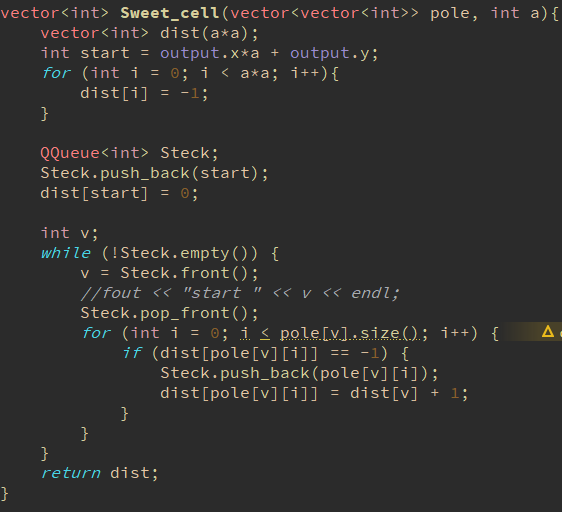 vector<int> Sweet_cell(vector<vector<int>> pole, int a){
    vector<int> dist(a*a);
    int start = output.x*a + output.y;
    for (int i = 0; i < a*a; i++){
        dist[i] = -1;
    }

    QQueue<int> Steck;
    Steck.push_back(start);
    dist[start] = 0;

    int v;
    while (!Steck.empty()) {
        v = Steck.front();
        //fout << "start " << v << endl;
        Steck.pop_front();
        for (int i = 0; i < pole[v].size(); i++) {
            if (dist[pole[v][i]] == -1) {
                Steck.push_back(pole[v][i]);
                dist[pole[v][i]] = dist[v] + 1;
            }
        }
    }
    return dist;
}